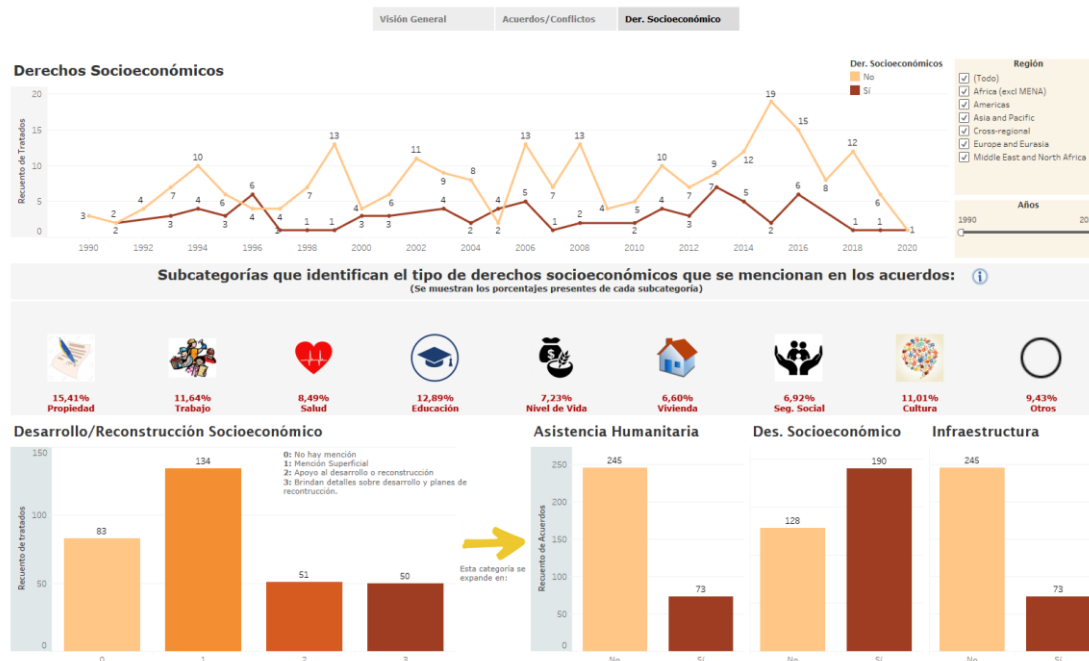 Visión General
Acuerdos/Conflictos
Der. Socioeconómico
Derechos Socioeconómicos
Der. Socioeconómicos
No
Sí
Región
(Todo)
Africa (excl MENA)
Americas
Asia and Pacific
Cross-regional
Europe and Eurasia
Middle East and North Africa
Años
1990
20
Recuento de Tratados
20
15
10
5
0
3 2 4 7 10 6 4 4 7 13 4 6 11 9 8 2 13 7 13 4 5 10 7 9 12 19 15 8 12 6 1
2 3 4 3 6 1 1 3 3 4 2 4 5 1 2 2 4 3 7 5 2 6 1 1
1990 1992 1994 1996 1998 2000 2002 2004 2006 2008 2010 2012 2014 2016 2018 2020
Subcategorías que identifican el tipo de derechos socioeconómicos que se mencionan en los acuerdos:
(Se muestran los porcentajes presentes de cada subcategoría)
15,41% 11,64% 8,49% 12,89% 7,23% 6,60% 6,92% 11,01% 9,43%
Propiedad Trabajo Salud Educación Nivel de Vida Vivienda Seg. Social Cultura Otros
Desarrollo/Reconstrucción Socioeconómico
Recuento de tratados
150
100
50
0
83 134 51 50
0 1 2 3
0: No hay mención
1: Mención Superficial
2: Apoyo al desarrollo o reconstrucción
3: Brindan detalles sobre desarrollo y planes de
recontrucción.
Esta categoría se
expande en:
Asistencia Humanitaria
Des. Socioeconómico
Infraestructura
Recuento de Acuerdos
250
200
150
100
50
0
245 73 128 190 245 73
No Sí No Sí No Sí